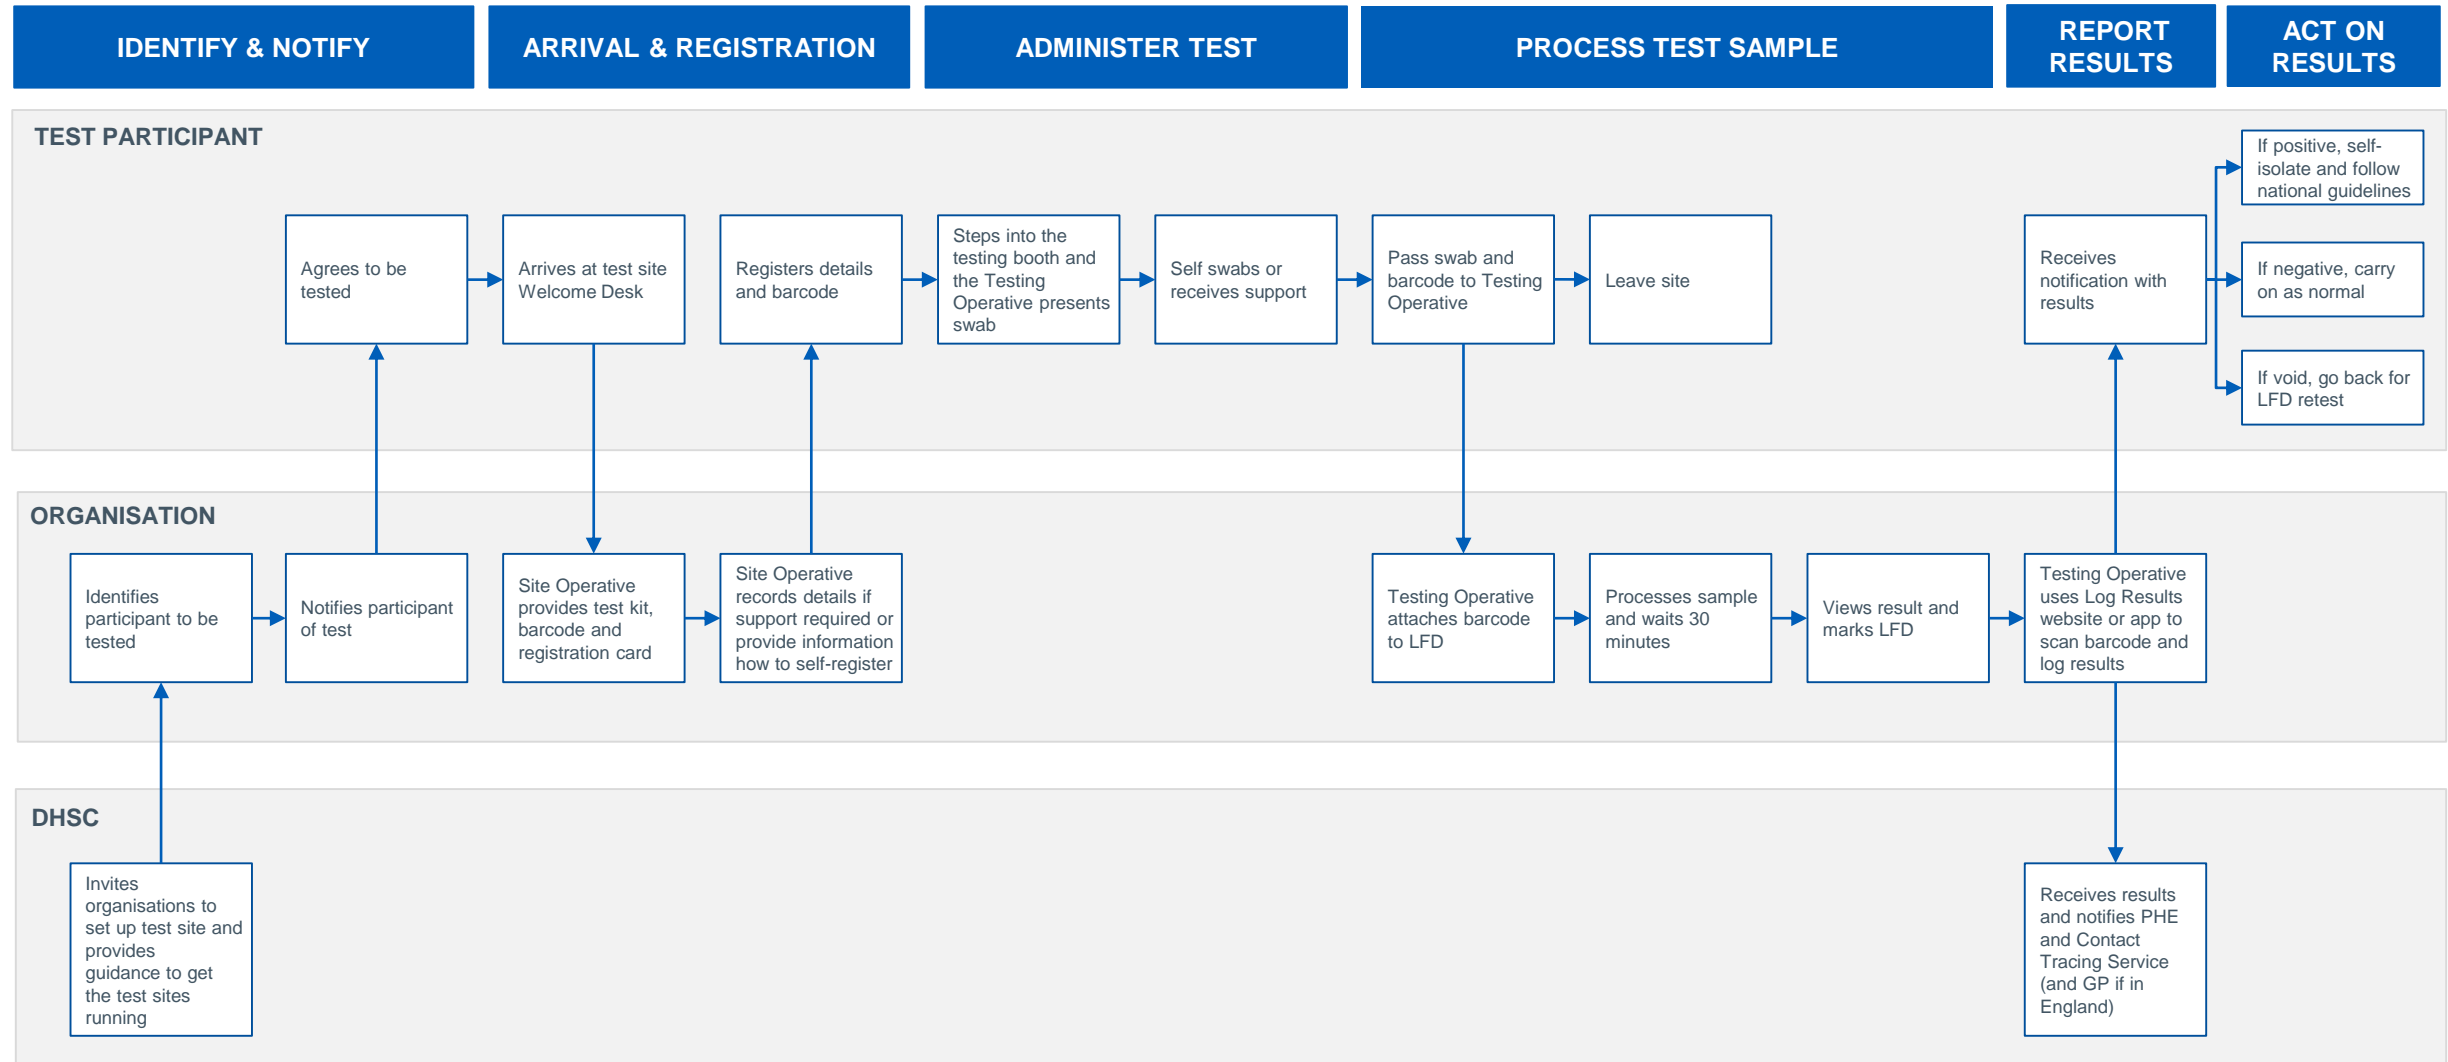 IDENTIFY & NOTIFY
ARRIVAL & REGISTRATION
ADMINISTER TEST
PROCESS TEST SAMPLE
REPORT
RESULTS
ACT ON
RESULTS
TEST PARTICIPANT
Agrees to be
tested
Arrives at test site
Welcome Desk
Registers details
and barcode
Steps into the
testing booth and
the Testing
Operative presents
swab
Self swabs or
receives support
Pass swab and
barcode to Testing
Operative
Leave site
Receives
notification with
results
If positive, self-
isolate and follow
national guidelines
If negative, carry
on as normal
If void, go back for
LFD retest
ORGANISATION
Identifies
participant to be
tested
Notifies participant
of test
Site Operative
provides test kit,
barcode and
registration card
Site Operative
records details if
support required or
provide information
how to self-register
Testing Operative
attaches barcode
to LFD
Processes sample
and waits 30
minutes
Views result and
marks LFD
Testing Operative
uses Log Results
website or app to
scan barcode and
log results
DHSC
Invites
organisations to
set up test site and
provides
guidance to get
the test sites
running
Receives results
and notifies PHE
and Contact
Tracing Service
(and GP if in
England)